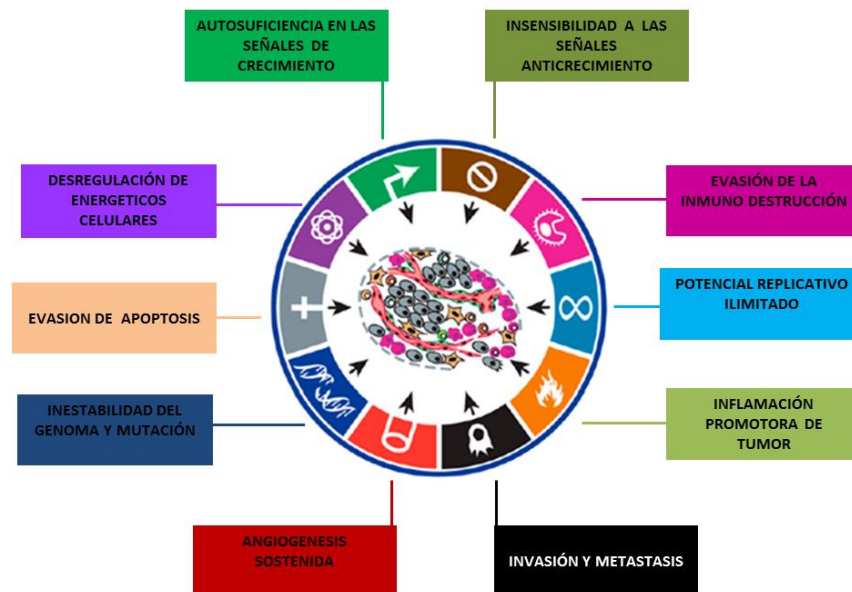 AUTOSUFICIENCIA EN LAS
SEÑALES DE
CRECIMIENTO
INSENSIBILIDAD A LAS
SEÑALES
ANTICRECIMIENTO
DESREGULACIÓN DE
ENERGETICOS
CELULARES
EVASIÓN DE LA
INMUNO DESTRUCCIÓN
EVASION DE APOPTOSIS
POTENCIAL REPLICATIVO
ILIMITADO
INESTABILIDAD DEL
GENOMA Y MUTACIÓN
INFLAMACIÓN
PROMOTORA DE
TUMOR
ANGIOGENESIS
SOSTENIDA
INVASIÓN Y METASTASIS